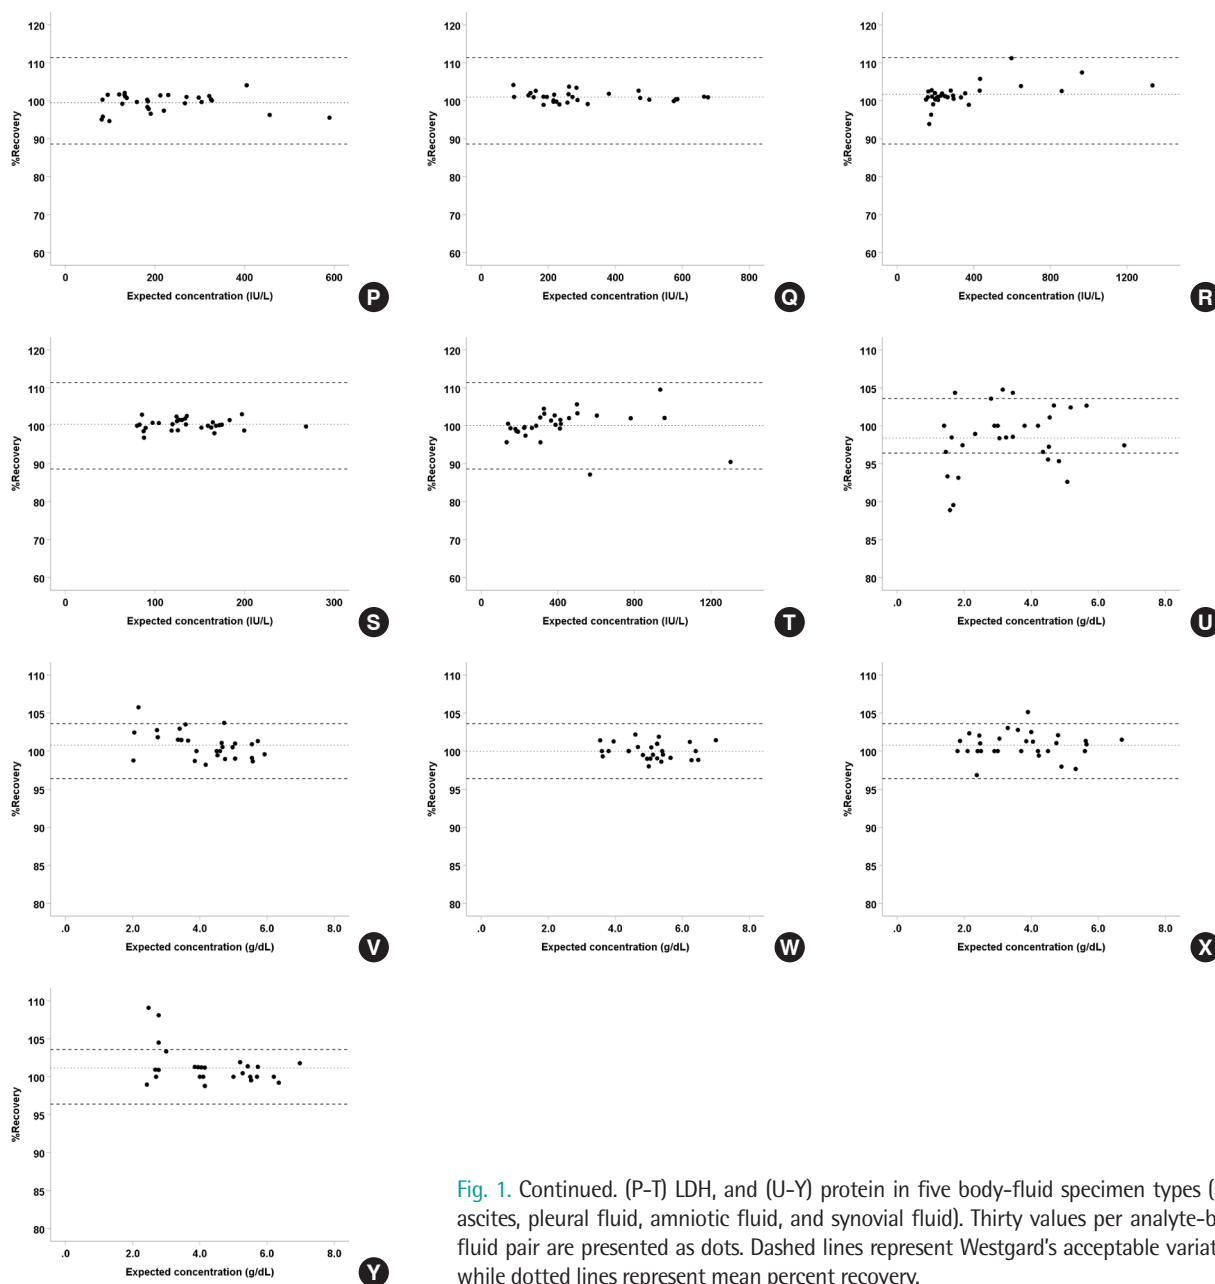 120 120 120
110 110 110
100 100 100
90 90 90
80 80 80
70 70 70
60 60 60
%Recovery %Recovery %Recovery
0 200 400 600 0 200 400 600 800 0 400 800 1200
Expected concentration (IU/L) Expected concentration (IU/L) Expected concentration (IU/L)
P Q R
120 120 110
110 110 105
100 100 100
90 90 95
80 80 90
70 70 85
60 60 80
%Recovery %Recovery %Recovery
0 100 200 300 0 400 800 1200 .0 2.0 4.0 6.0 8.0
Expected concentration (IU/L) Expected concentration (IU/L) Expected concentration (g/dL)
S T U
110 110 110
105 105 105
100 100 100
95 95 95
90 90 90
85 85 85
80 80 80
%Recovery %Recovery %Recovery
.0 2.0 4.0 6.0 8.0 .0 2.0 4.0 6.0 8.0 .0 2.0 4.0 6.0 8.0
Expected concentration (g/dL) Expected concentration (g/dL) Expected concentration (g/dL)
V W X
110
105
100
95
90
85
80
%Recovery
.0 2.0 4.0 6.0 8.0
Expected concentration (g/dL)
Y
Fig. 1. Continued. (P-T) LDH, and (U-Y) protein in five body-fluid specimen types (
ascites, pleural fluid, amniotic fluid, and synovial fluid). Thirty values per analyte-b
fluid pair are presented as dots. Dashed lines represent Westgard's acceptable variat
while dotted lines represent mean percent recovery.